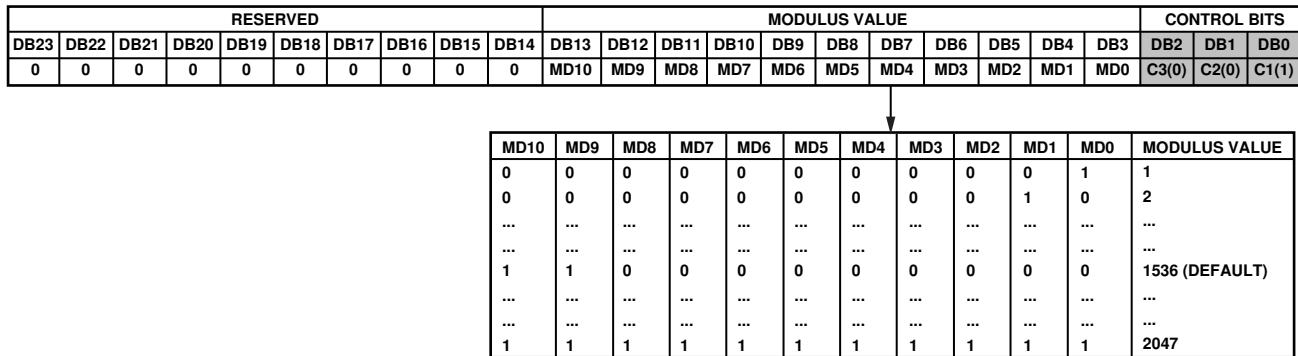 RESERVED MODULUS VALUE CONTROL BITS
DB23 DB22 DB21 DB20 DB19 DB18 DB17 DB16 DB15 DB14 DB13 DB12 DB11 DB10 DB9 DB8 DB7 DB6 DB5 DB4 DB3 DB2 DB1 DB0
0 0 0 0 0 0 0 0 0 0 MD10 MD9 MD8 MD7 MD6 MD5 MD4 MD3 MD2 MD1 MD0 C3(0) C2(0) C1(1)
MD10 MD9 MD8 MD7 MD6 MD5 MD4 MD3 MD2 MD1 MD0 MODULUS VALUE
0 0 0 0 0 0 0 0 0 0 1 1
0 0 0 0 0 0 0 0 0 1 0 2
... ... ... ... ... ... ... ... ... ... ... ...
... ... ... ... ... ... ... ... ... ... ... ...
1 1 0 0 0 0 0 0 0 0 0 1536 (DEFAULT)
... ... ... ... ... ... ... ... ... ... ... ...
... ... ... ... ... ... ... ... ... ... ... ...
1 1 1 1 1 1 1 1 1 1 1 2047